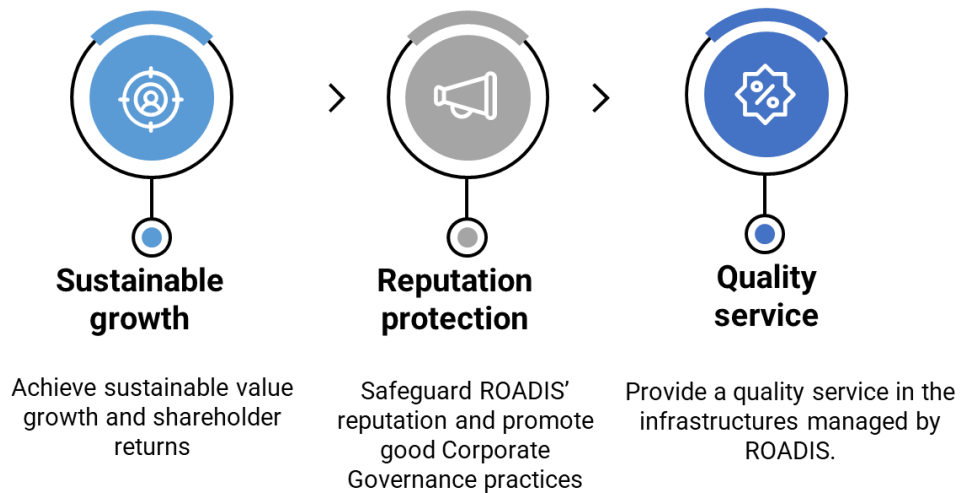 Sustainable
growth
Achieve sustainable value
growth and shareholder
returns
Reputation
protection
Safeguard ROADIS’
reputation and promote
good Corporate
Governance practices
Quality
service
Provide a quality service in the
infrastructures managed by
ROADIS.